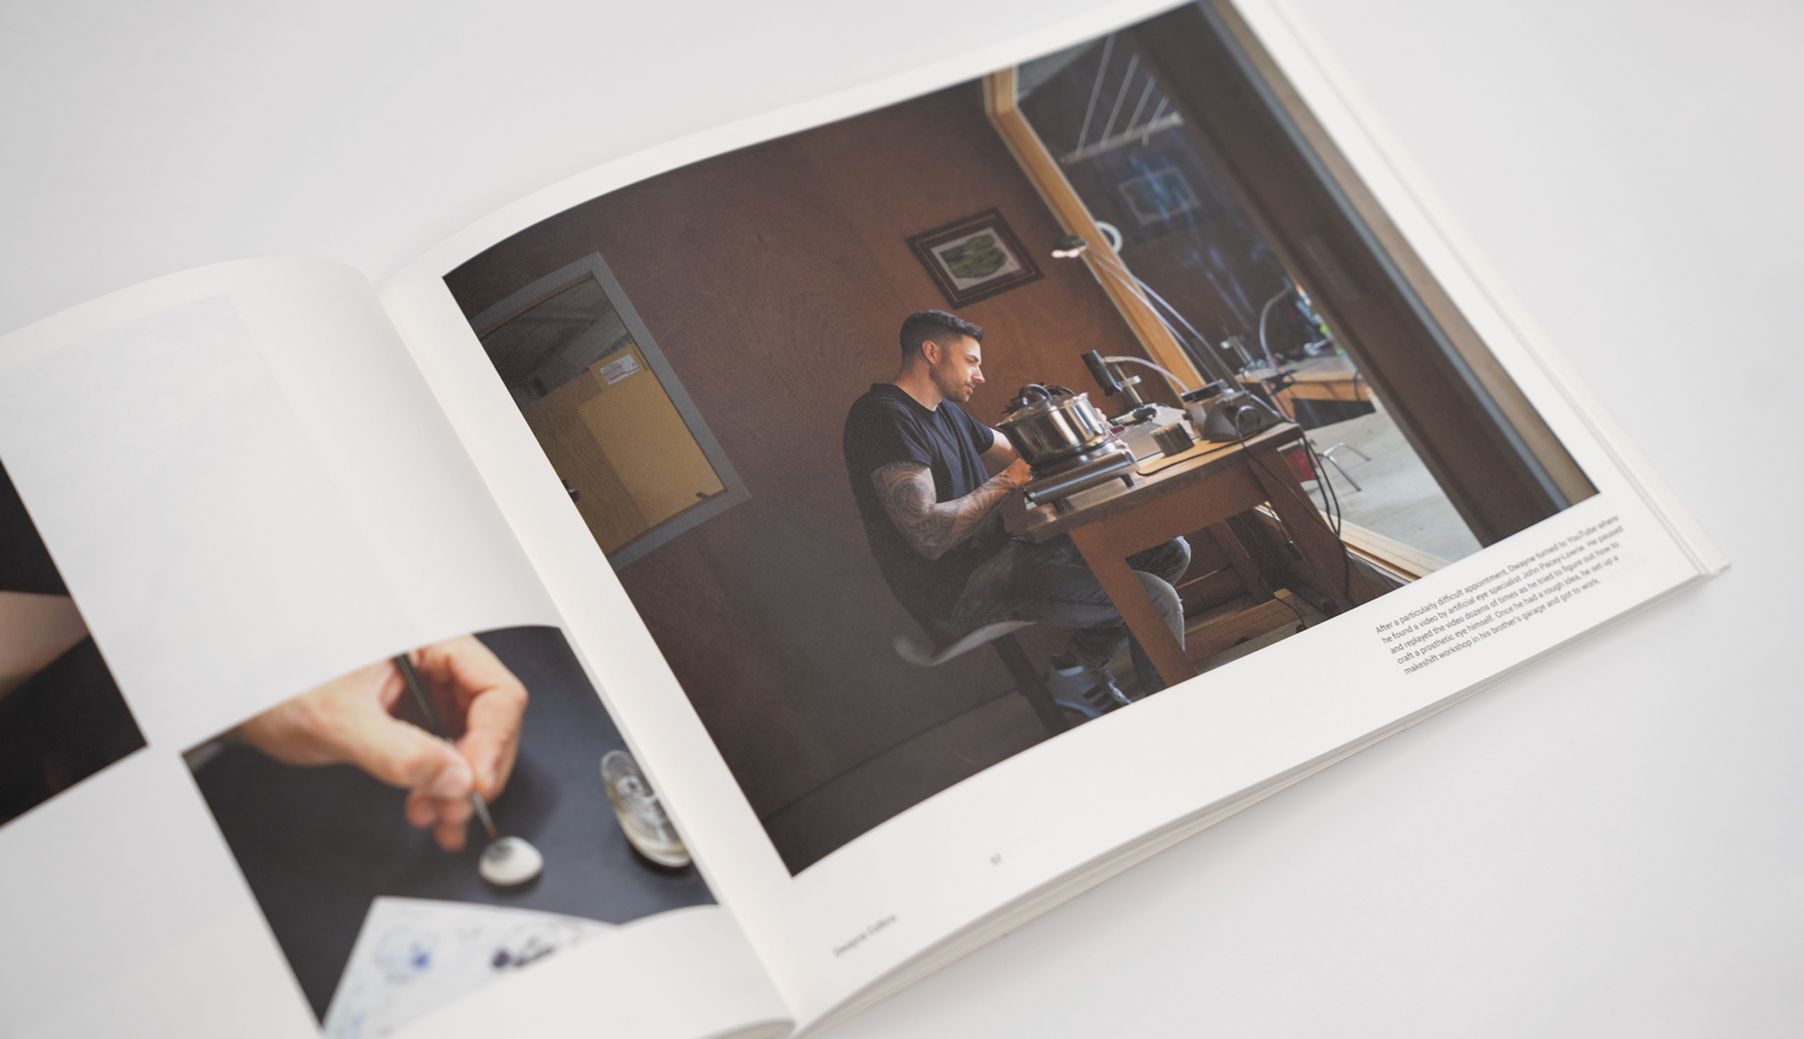 After a particularly difficult appointment, Dwayne turned to YouTube where
he found a video by artificial eye specialist John Pacey-Lowrie. He paused
and replayed the video dozens of times as he tried to figure out how to
craft a prosthetic eye himself. Once he had a rough idea, he set up a
makeshift workshop in his brother's garage and got to work.
Dwayne Collins